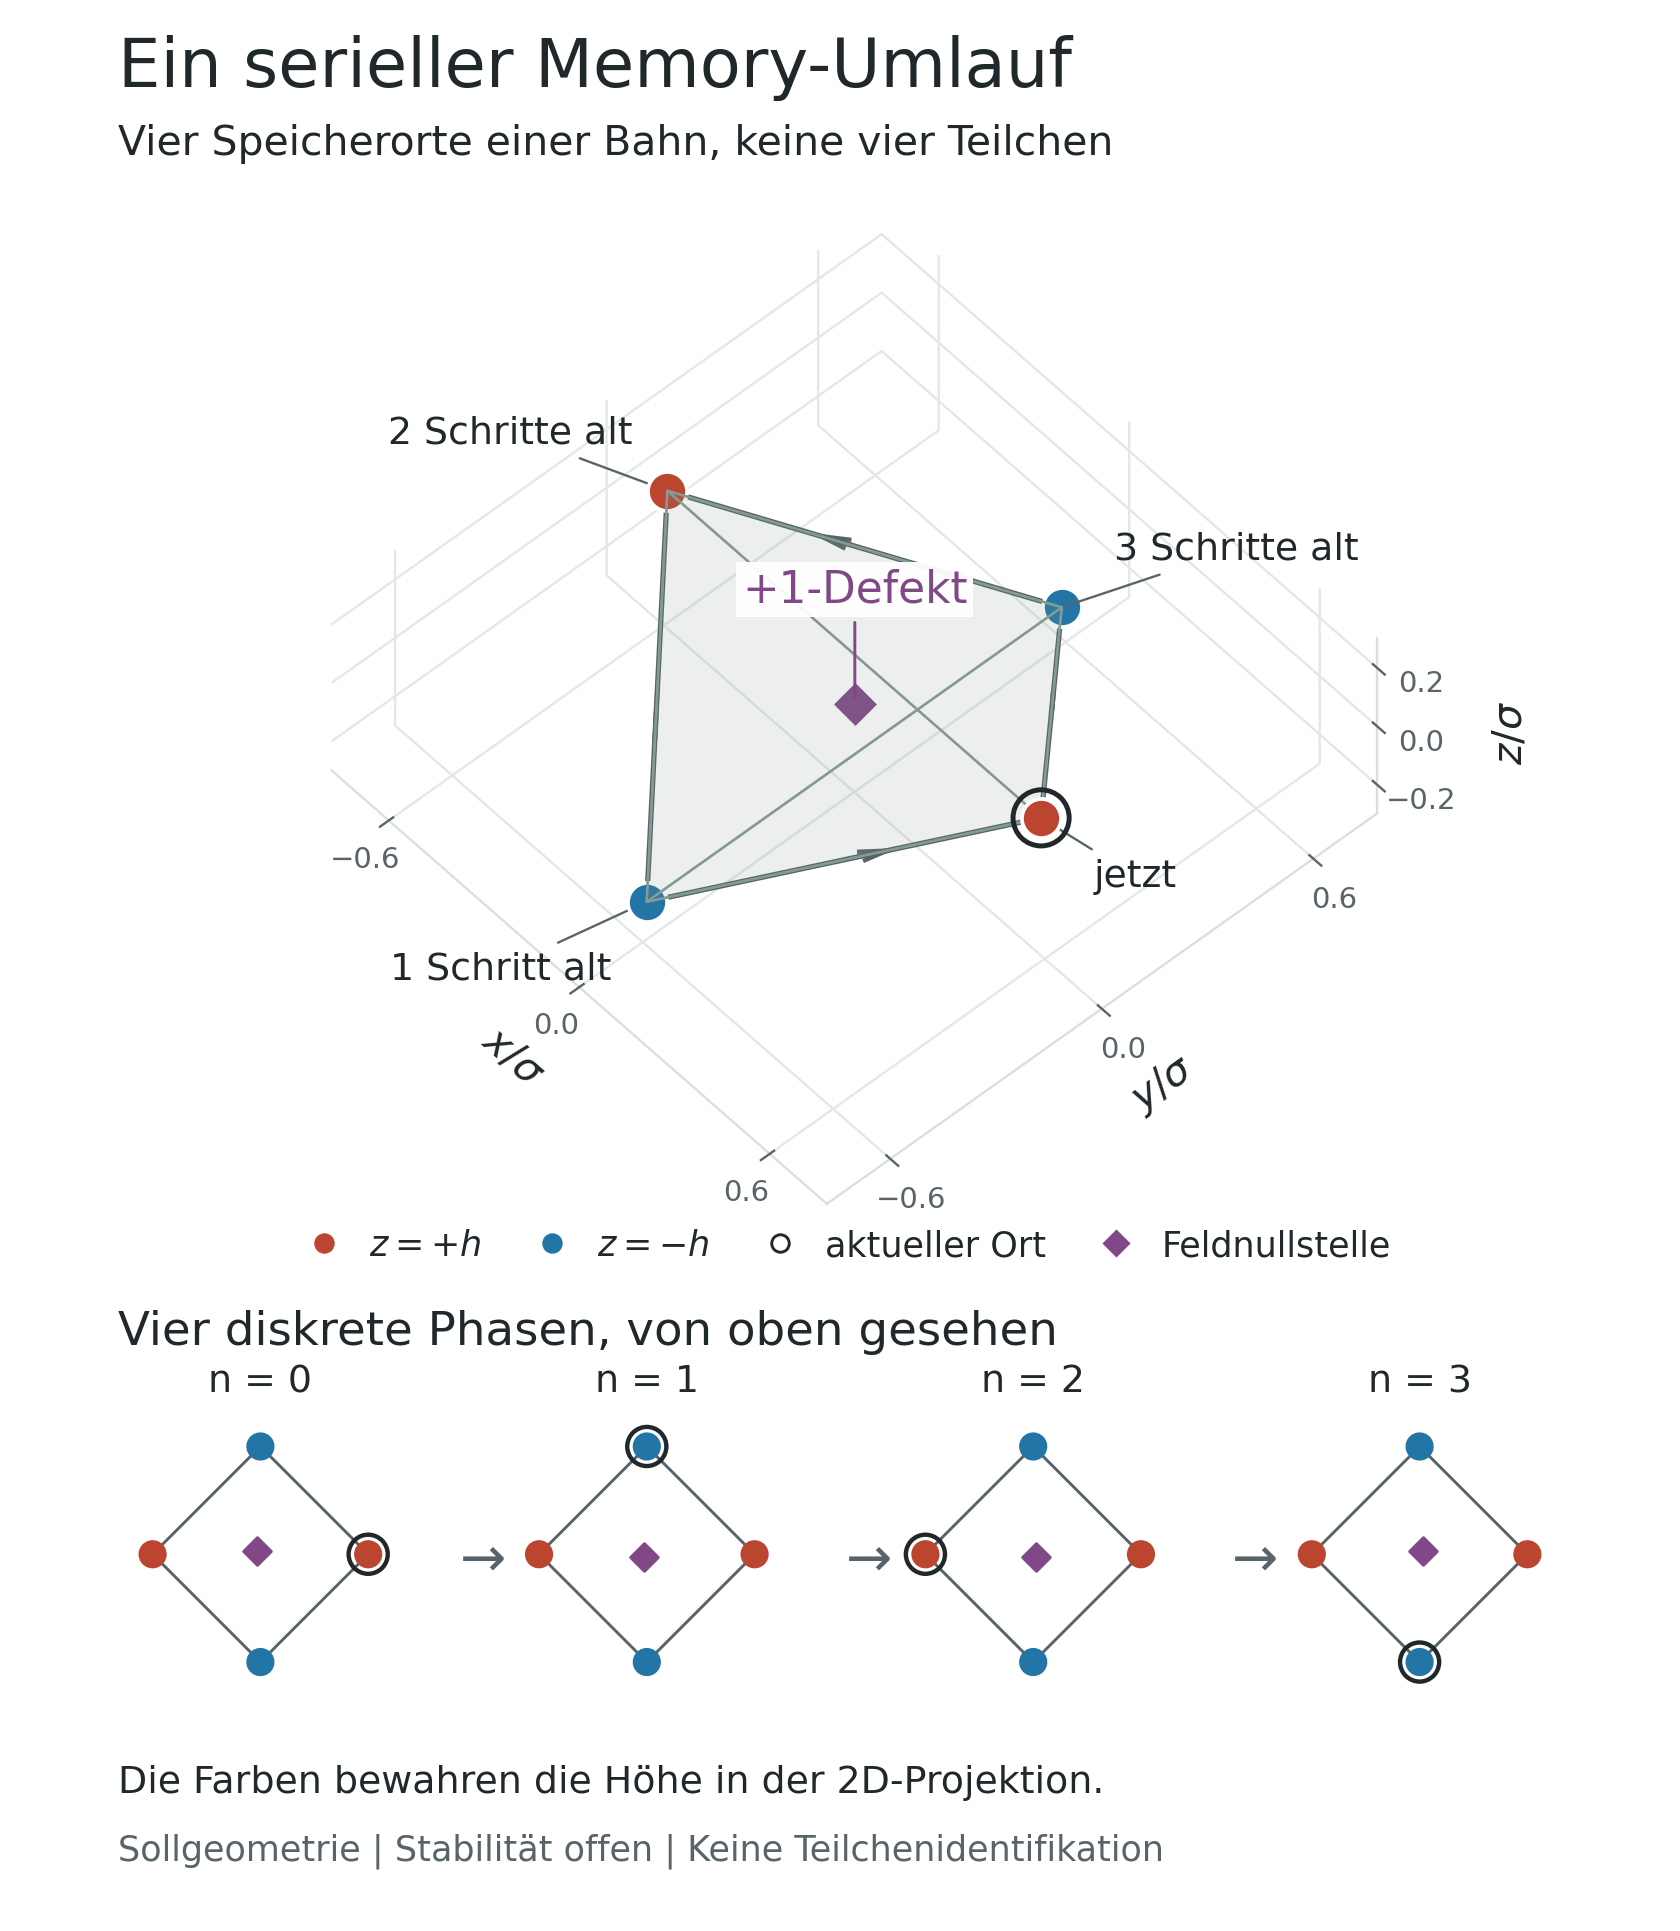 Ein serieller Memory-Umlauf
Vier Speicherorte einer Bahn, keine vier Teilchen
2 Schritte alt
3 Schritte alt
+1-Defekt
0.2
0.0
−0.2
z/σ
jetzt
−0.6
0.6
1 Schritt alt
0.0
x/σ
0.0
y/σ
0.6
−0.6
z = +h
z = −h
aktueller Ort
Feldnullstelle
Vier diskrete Phasen, von oben gesehen
n = 0
n = 1
n = 2
n = 3
→
→
→
Die Farben bewahren die Höhe in der 2D-Projektion.
Sollgeometrie | Stabilität offen | Keine Teilchenidentifikation